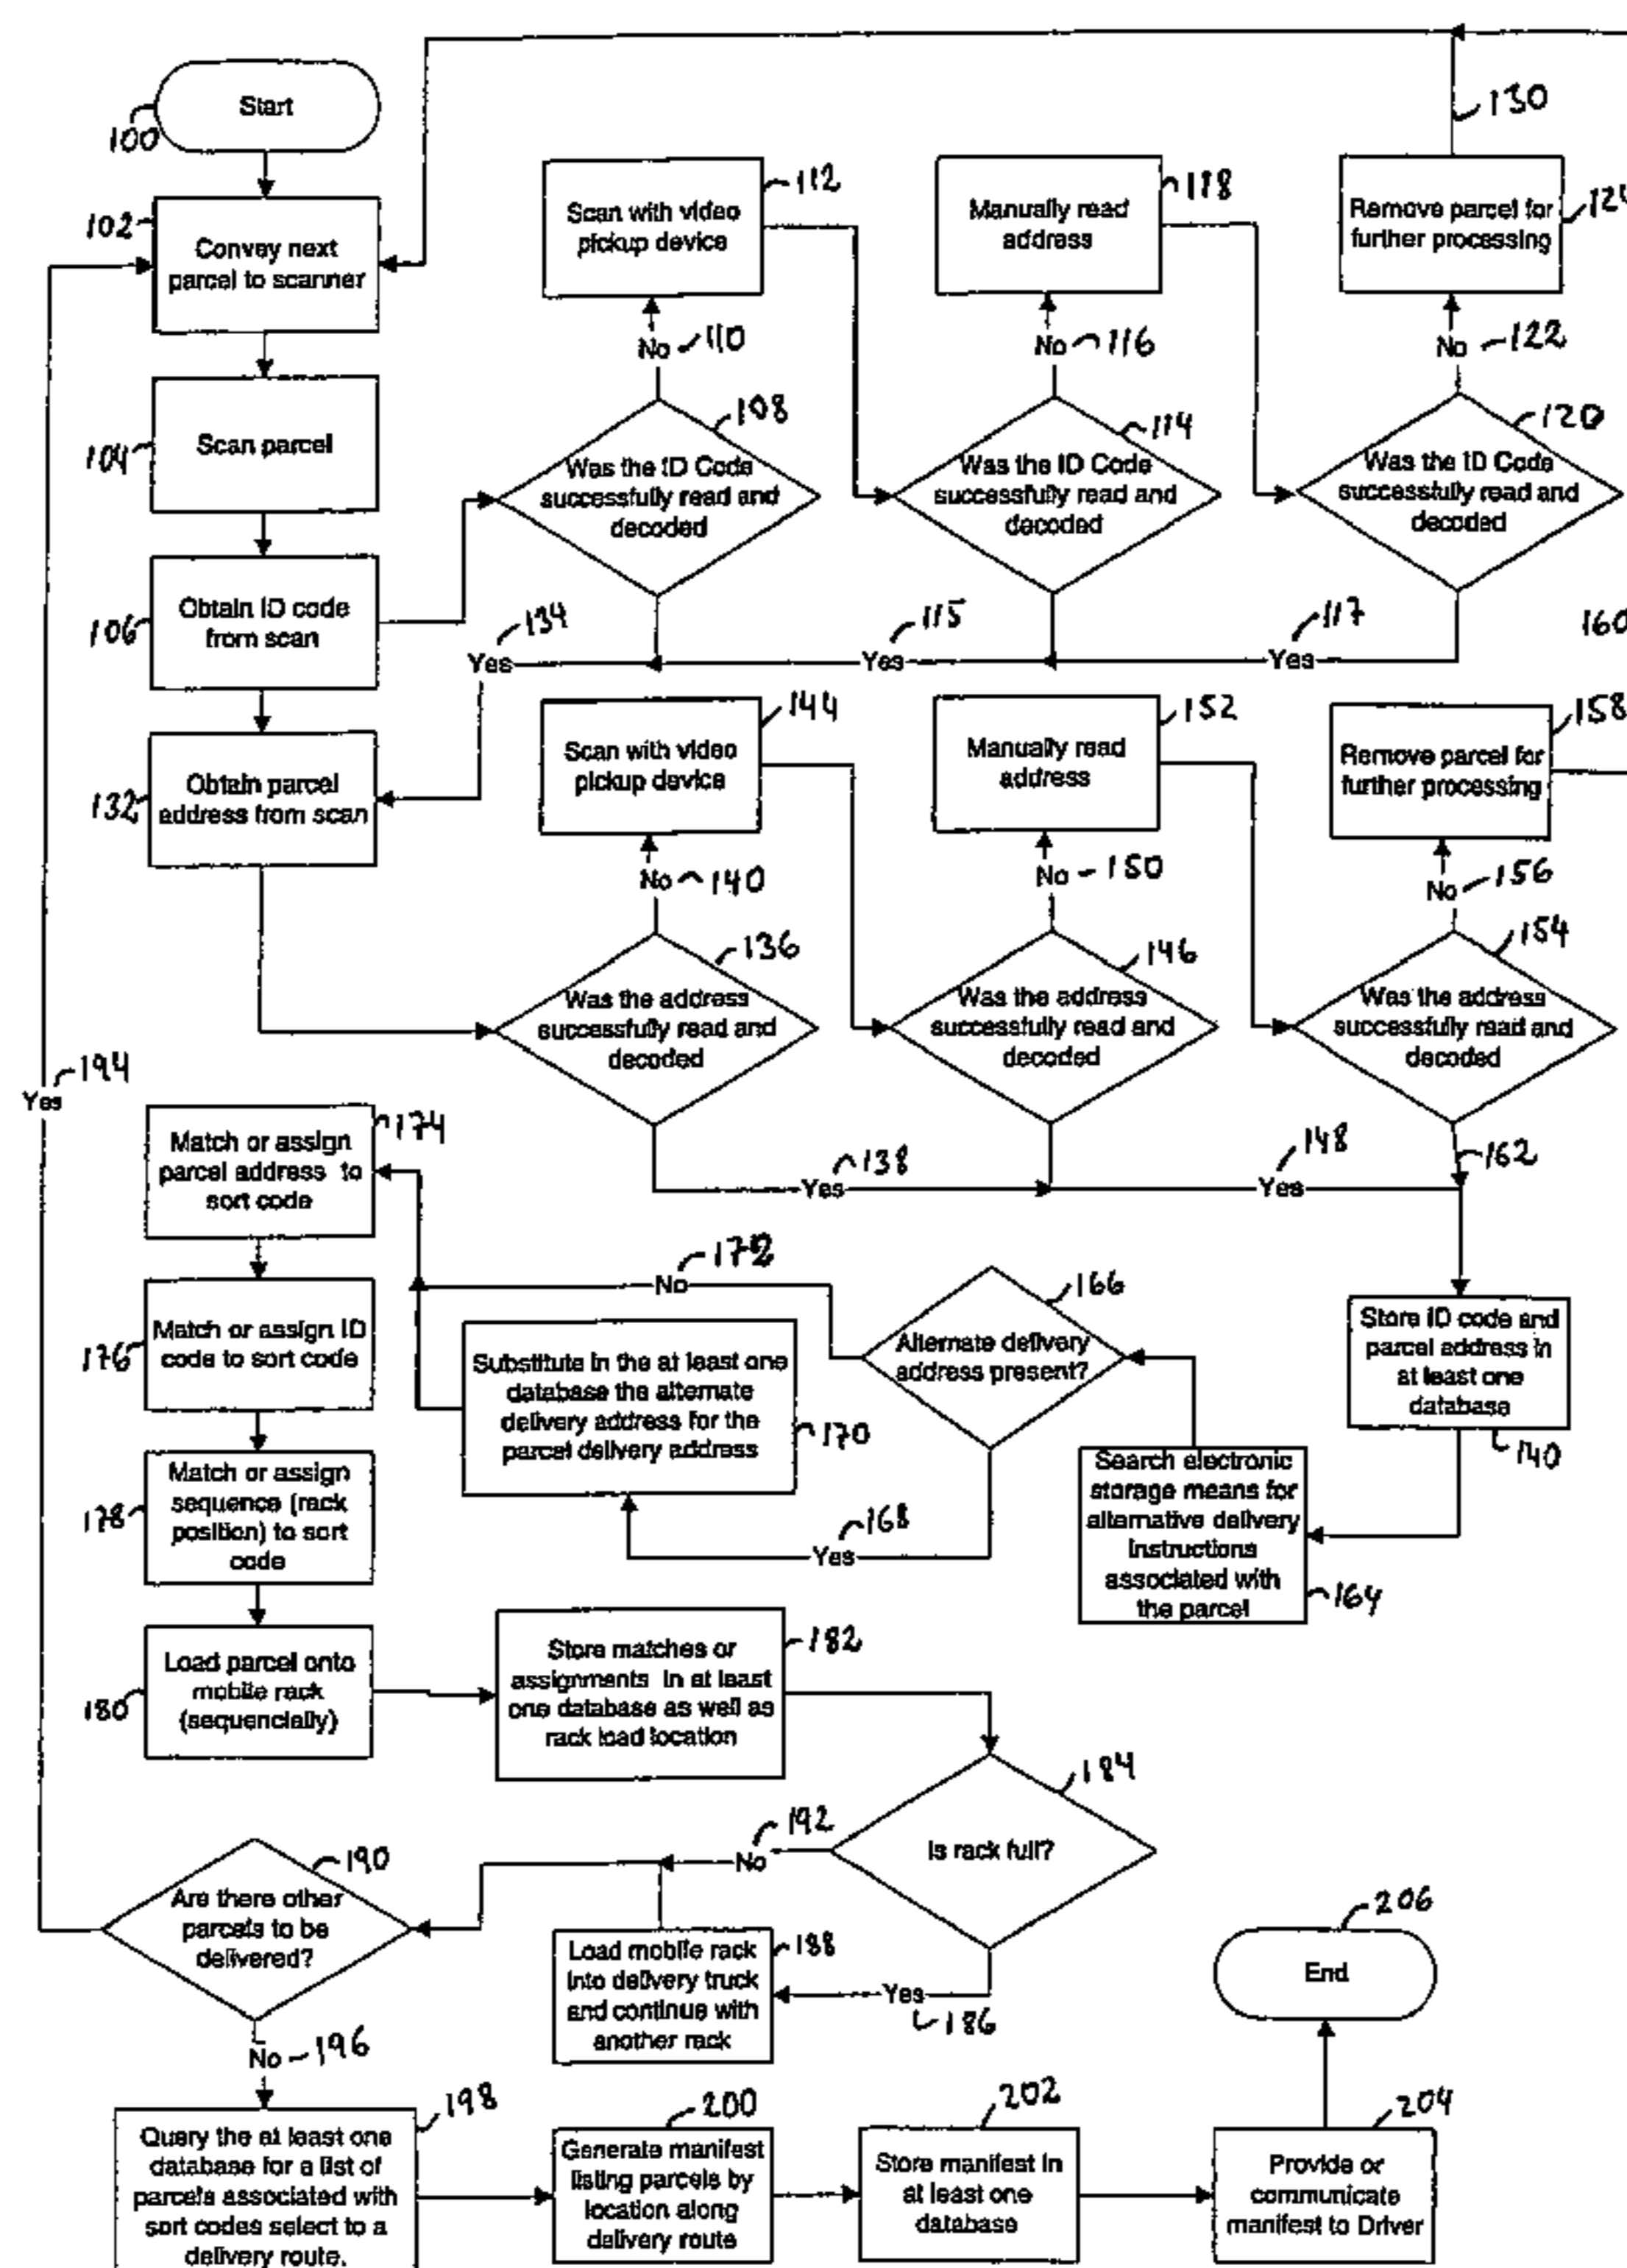 Start
100
130
102
Convey next
parcel to scanner
Scan with video
pickup device
112
Manually read
address
118
Remove parcel for
further processing
No
110
No
116
No
122
104
Scan parcel
108
Was the ID Code
successfully read and
decoded
114
Was the ID Code
successfully read and
decoded
120
Was the ID Code
successfully read and
decoded
106
Obtain ID code
from scan
134
Yes
115
Yes
117
Yes
160
132
Obtain parcel
address from scan
Scan with video
pickup device
144
Manually read
address
152
Remove parcel for
further processing
158
No
140
No
150
No
156
136
Was the address
successfully read and
decoded
146
Was the address
successfully read and
decoded
154
Was the address
successfully read and
decoded
194
Yes
Match or assign
parcel address to
sort code
174
138
Yes
148
Yes
162
172
No
166
Alternate delivery
address present?
Store ID code and
parcel address in
at least one
database
140
176
Match or assign ID
code to sort code
Substitute in the at least one
database the alternate
delivery address for the
parcel delivery address
170
Search electronic
storage means for
alternative delivery
instructions
associated with
the parcel
164
178
Match or assign
sequence (rack
position) to sort
code
168
Yes
180
Load parcel onto
mobile rack
(sequencially)
Store matches or
assignments in at least
one database as well as
rack load location
182
184
Is rack full?
192
No
190
Are there other
parcels to be
delivered?
Load mobile rack
into delivery truck
and continue with
another rack
188
Yes
186
206
End
No
196
198
Query the at least one
database for a list of
parcels associated with
sort codes select to a
delivery route.
200
Generate manifest
listing parcels by
location along
delivery route
202
Store manifest in
at least one
database
204
Provide or
communicate
manifest to Driver